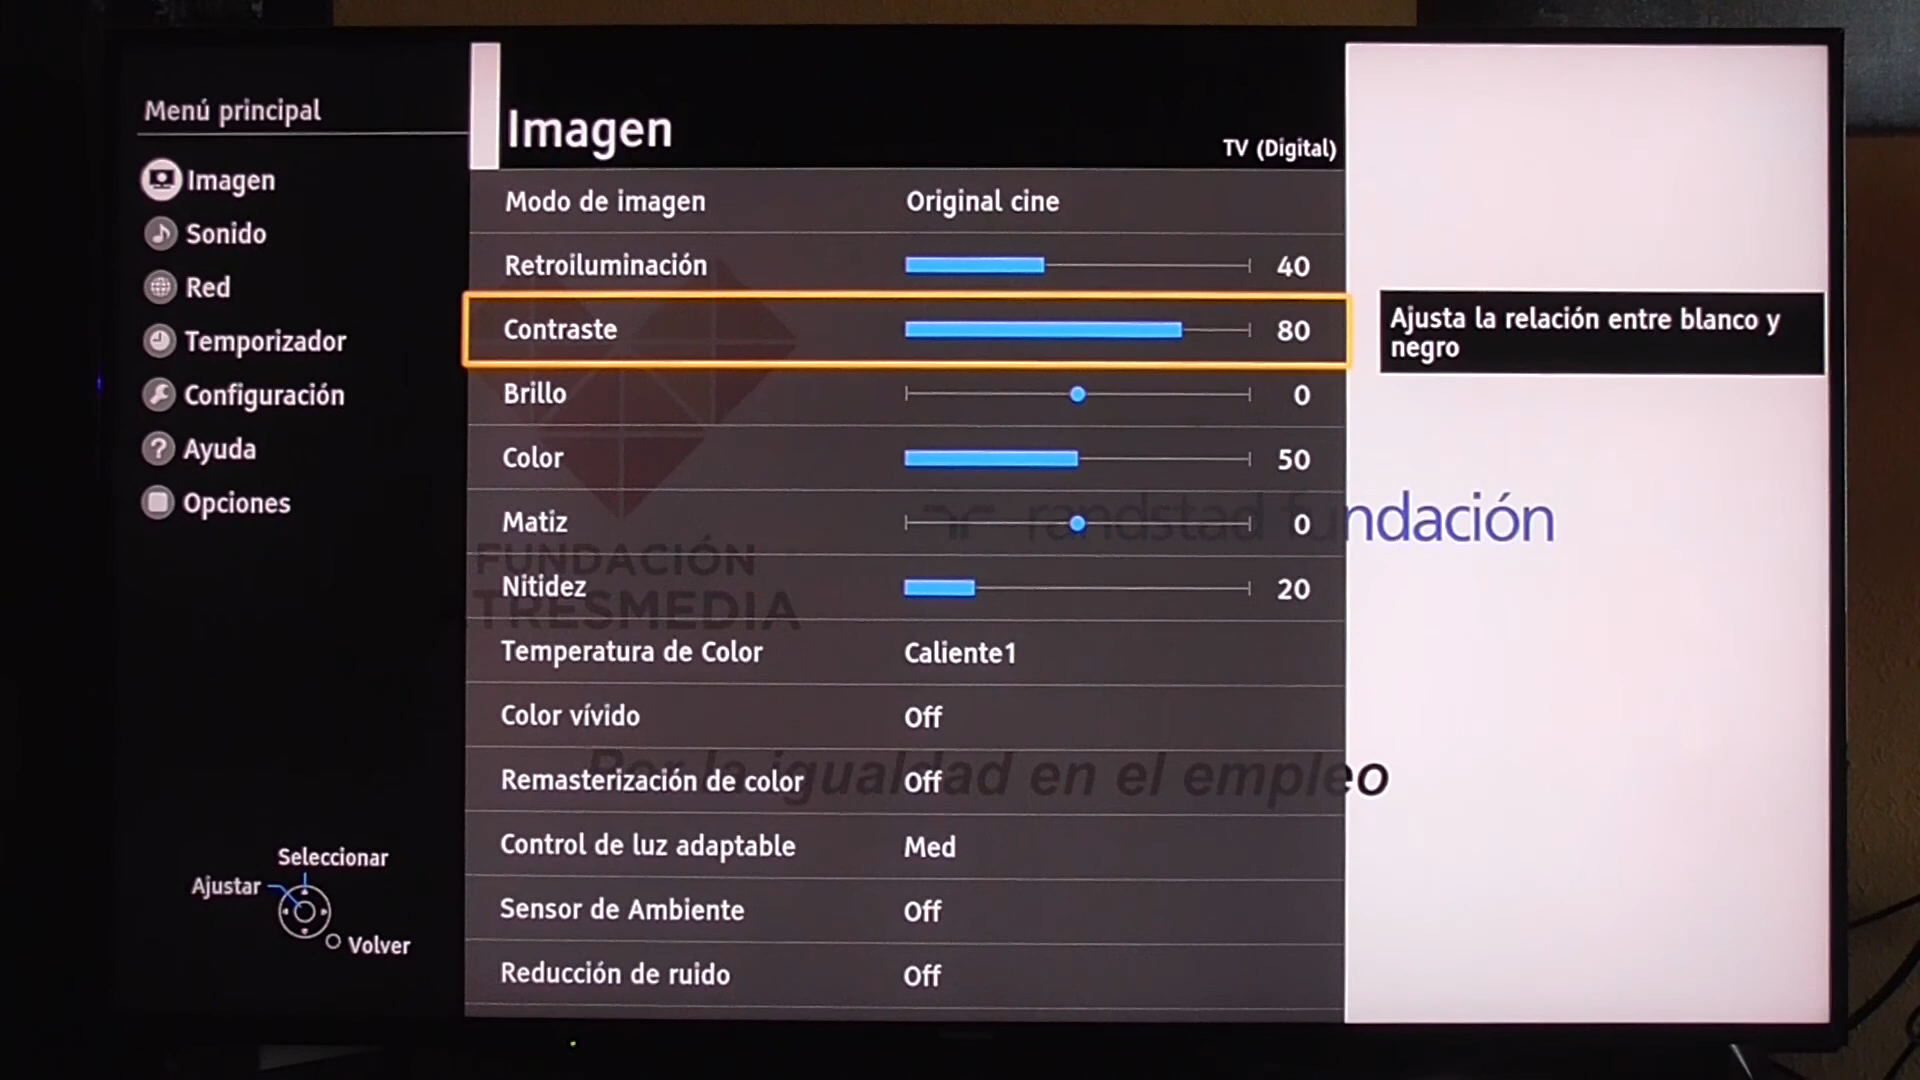 Menú principal
Imagen
Sonido
Red
Temporizador
Configuración
Ayuda
Opciones
Seleccionar
Ajustar
Volver
Imagen
TV (Digital)
Modo de imagen Original cine
Retroiluminación 40
Contraste 80
Brillo 0
Color 50
Matiz 0
Nitidez 20
Temperatura de Color Caliente1
Color vívido Off
Remasterización de color Off
Control de luz adaptable Med
Sensor de Ambiente Off
Reducción de ruido Off
Ajusta la relación entre blanco y
negro
randstad fundación
FUNDACIÓN
TRESMEDIA
Por la igualdad en el empleo